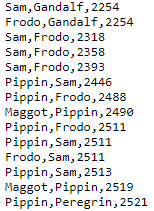 Sam,Gandalf,2254
Frodo,Gandalf,2254
Sam,Frodo,2318
Sam,Frodo,2358
Sam,Frodo,2393
Pippin,Sam,2446
Pippin,Frodo,2488
Maggot,Pippin,2490
Pippin,Frodo,2511
Pippin,Sam,2511
Frodo,Sam,2511
Pippin,Sam,2513
Maggot,Pippin,2519
Pippin,Peregrin,2521